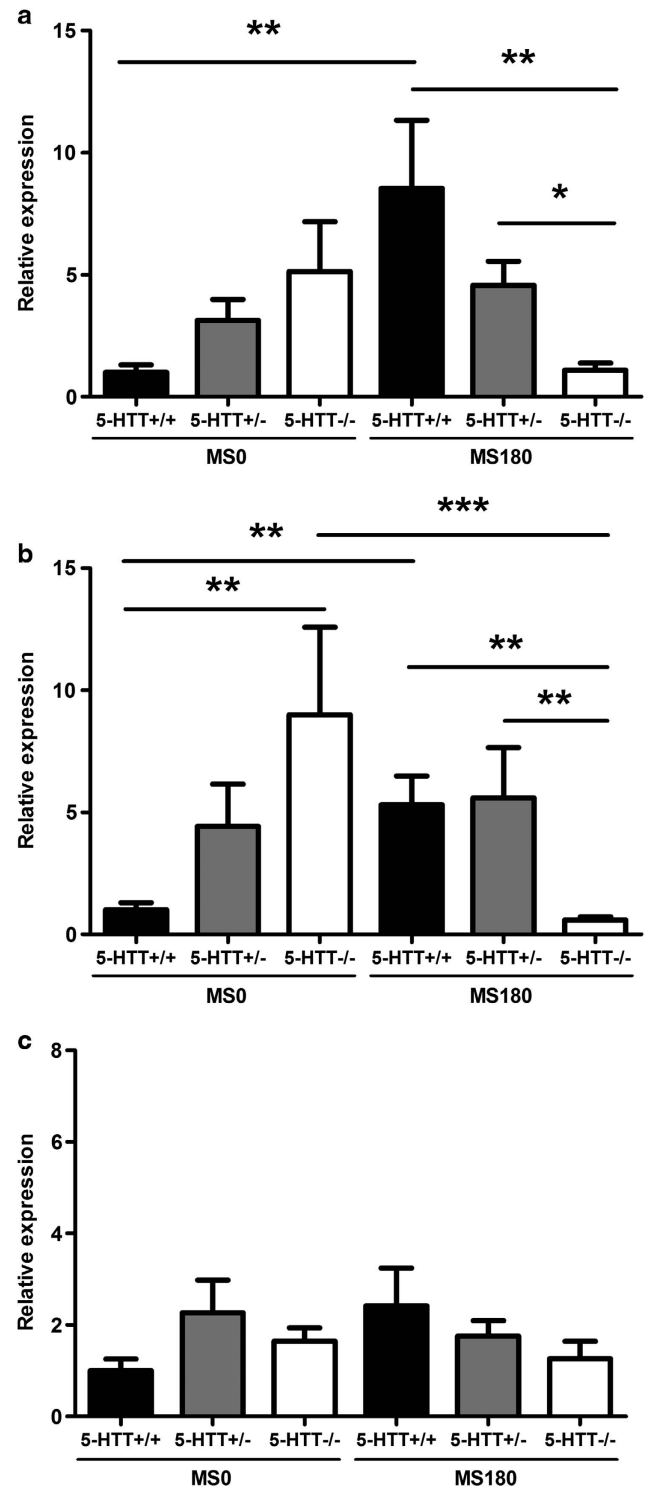 a
**
**
*
15
10
5
0
Relative expression
5-HTT+/+ 5-HTT+/- 5-HTT-/- 5-HTT+/+ 5-HTT+/- 5-HTT-/-
MS0 MS180
b
***
**
**
**
**
15
10
5
0
Relative expression
5-HTT+/+ 5-HTT+/- 5-HTT-/- 5-HTT+/+ 5-HTT+/- 5-HTT-/-
MS0 MS180
c
8
6
4
2
0
Relative expression
5-HTT+/+ 5-HTT+/- 5-HTT-/- 5-HTT+/+ 5-HTT+/- 5-HTT-/-
MS0 MS180